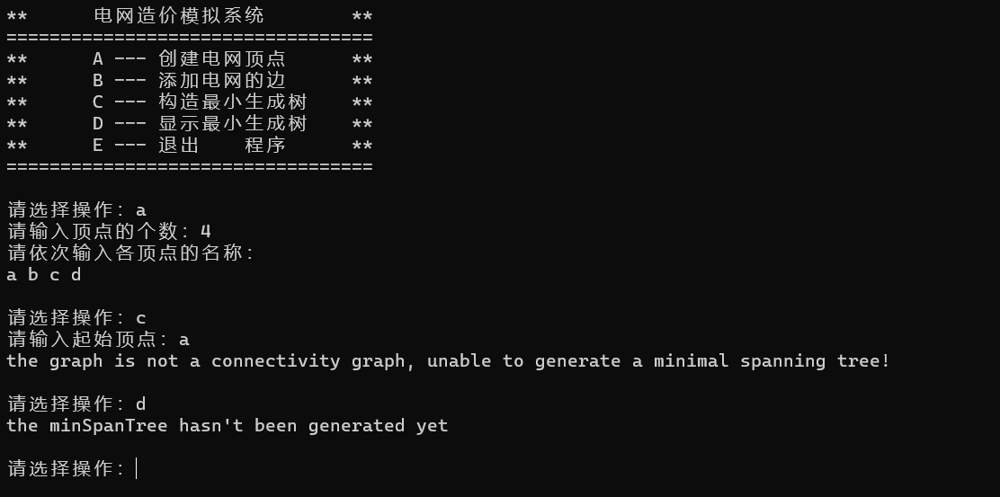 **      电网造价模拟系统        **
==================================
**      A --- 创建电网顶点      **
**      B --- 添加电网的边      **
**      C --- 构造最小生成树    **
**      D --- 显示最小生成树    **
**      E --- 退出    程序      **
==================================
请选择操作: a
请输入顶点的个数: 4
请依次输入各顶点的名称:
a b c d
请选择操作: c
请输入起始顶点: a
the graph is not a connectivity graph, unable to generate a minimal spanning tree!
请选择操作: d
the minSpanTree hasn't been generated yet
请选择操作: